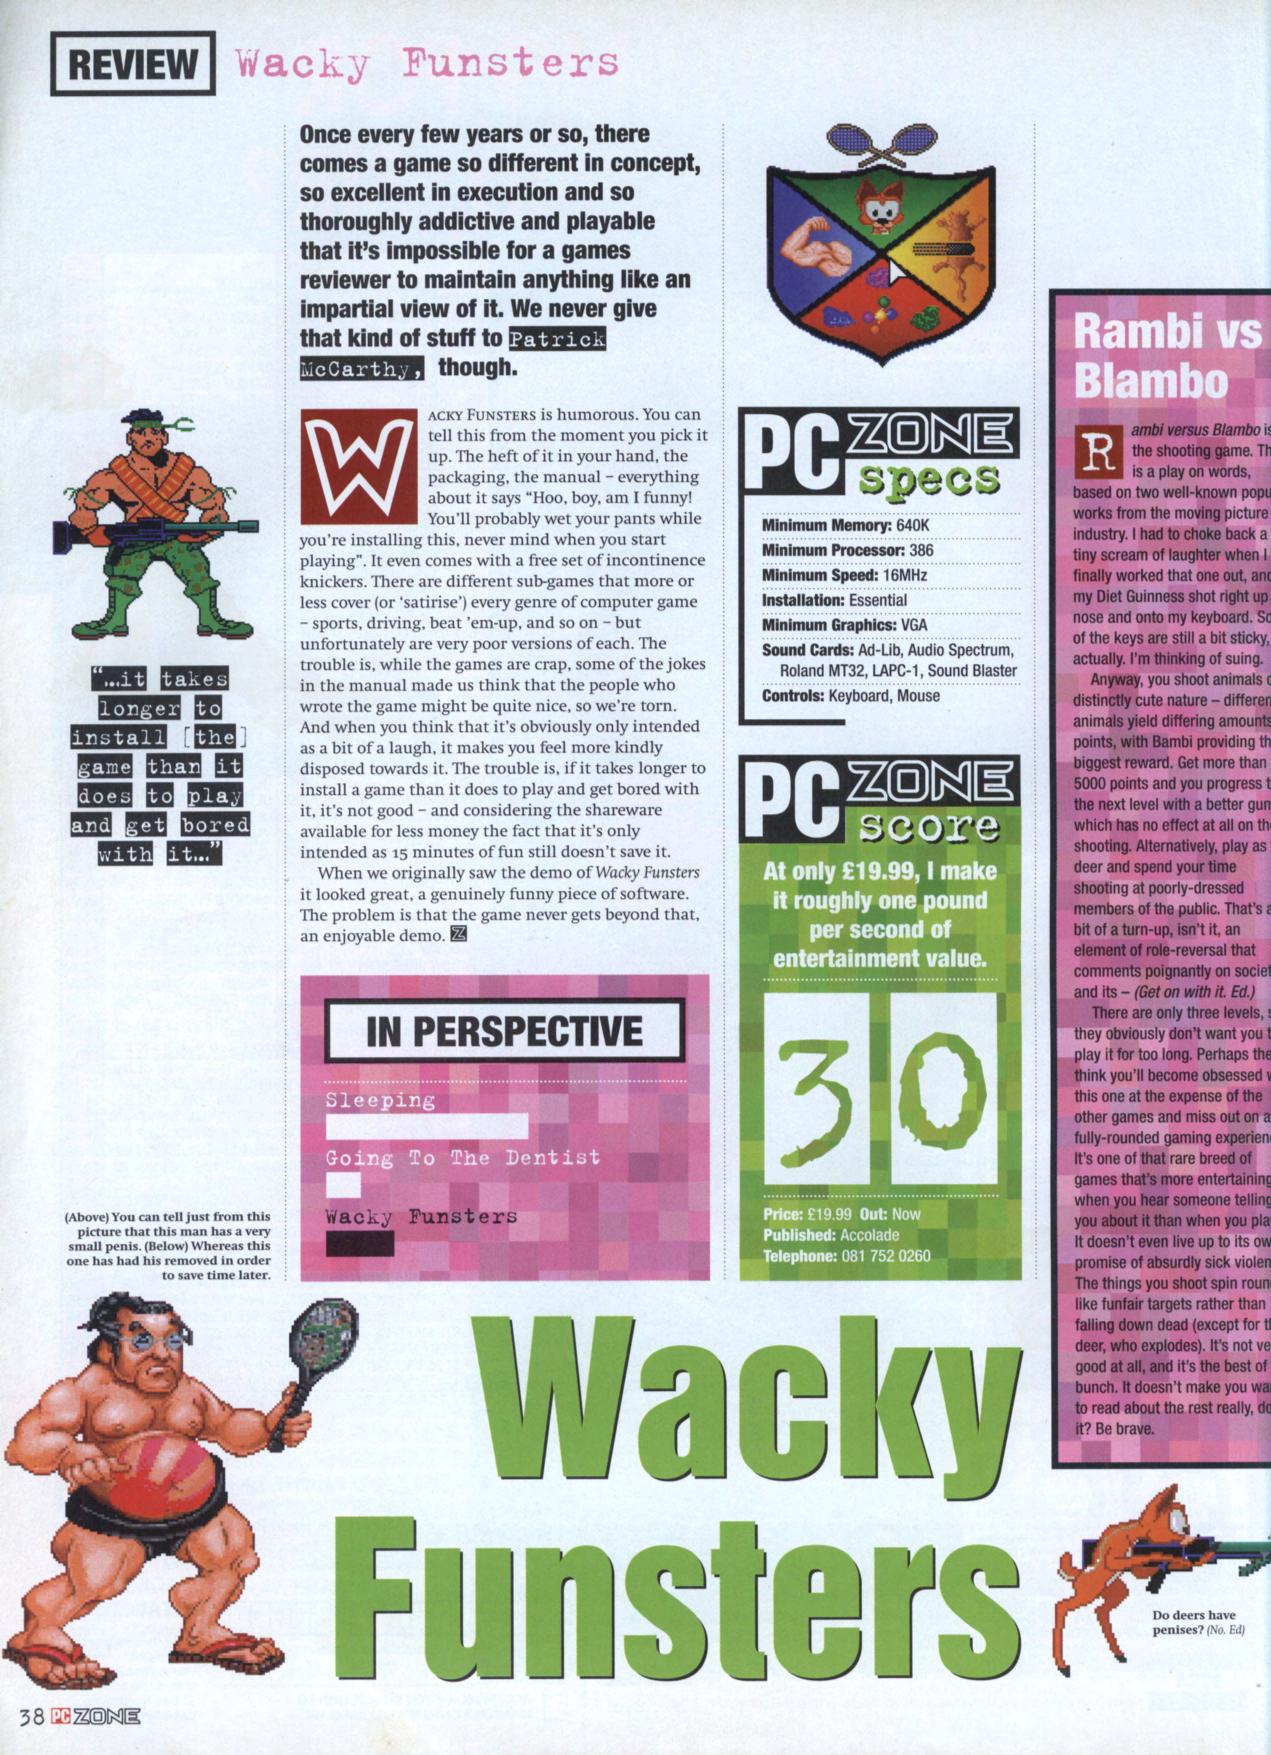 REVIEW Wacky Funsters
Once every few years or so, there
comes a game so different in concept,
so excellent in execution and so
thoroughly addictive and playable
that it's impossible for a games
reviewer to maintain anything like an
impartial view of it. We never give
that kind of stuff to Patrick
McCarthy, though.
WACKY FUNSTERS is humorous. You can
tell this from the moment you pick it
up. The heft of it in your hand, the
packaging, the manual – everything
about it says “Hoo, boy, am I funny!
You'll probably wet your pants while
you're installing this, never mind when you start
playing”. It even comes with a free set of incontinence
knickers. There are different sub-games that more or
less cover (or ‘satirise’) every genre of computer game
– sports, driving, beat 'em-up, and so on – but
unfortunately are very poor versions of each. The
trouble is, while the games are crap, some of the jokes
in the manual made us think that the people who
wrote the game might be quite nice, so we're torn.
And when you think that it's obviously only intended
as a bit of a laugh, it makes you feel more kindly
disposed towards it. The trouble is, if it takes longer to
install a game than it does to play and get bored with
it, it's not good – and considering the shareware
available for less money the fact that it's only
intended as 15 minutes of fun still doesn't save it.
When we originally saw the demo of Wacky Funsters
it looked great, a genuinely funny piece of software.
The problem is that the game never gets beyond that,
an enjoyable demo. Z
“...it takes
longer to
install [the]
game than it
does to play
and get bored
with it...”
IN PERSPECTIVE
Sleeping
Going To The Dentist
Wacky Funsters
(Above) You can tell just from this
picture that this man has a very
small penis. (Below) Whereas this
one has had his removed in order
to save time later.
PC ZONE
specs
Minimum Memory: 640K
Minimum Processor: 386
Minimum Speed: 16MHz
Installation: Essential
Minimum Graphics: VGA
Sound Cards: Ad-Lib, Audio Spectrum,
Roland MT32, LAPC-1, Sound Blaster
Controls: Keyboard, Mouse
PC ZONE
score
At only £19.99, I make
it roughly one pound
per second of
entertainment value.
30
Price: £19.99 Out: Now
Published: Accolade
Telephone: 081 752 0260
Wacky
Funsters
Rambi vs
Blambo
Rambi versus Blambo is
the shooting game. Th
is a play on words,
based on two well-known popu
works from the moving picture
industry. I had to choke back a
tiny scream of laughter when I
finally worked that one out, and
my Diet Guinness shot right up
nose and onto my keyboard. So
of the keys are still a bit sticky,
actually. I'm thinking of suing.
Anyway, you shoot animals o
distinctly cute nature – differen
animals yield differing amounts
points, with Bambi providing th
biggest reward. Get more than
5000 points and you progress t
the next level with a better gun
which has no effect at all on the
shooting. Alternatively, play as
deer and spend your time
shooting at poorly-dressed
members of the public. That's a
bit of a turn-up, isn't it, an
element of role-reversal that
comments poignantly on societ
and its – (Get on with it. Ed.)
There are only three levels, s
they obviously don't want you t
play it for too long. Perhaps the
think you'll become obsessed w
this one at the expense of the
other games and miss out on a
fully-rounded gaming experienc
It's one of that rare breed of
games that's more entertaining
when you hear someone telling
you about it than when you pla
It doesn't even live up to its ow
promise of absurdly sick violen
The things you shoot spin roun
like funfair targets rather than
falling down dead (except for th
deer, who explodes). It's not ve
good at all, and it's the best of
bunch. It doesn't make you wa
to read about the rest really, do
it? Be brave.
Do deers have
penises? (No. Ed)
38 PC ZONE